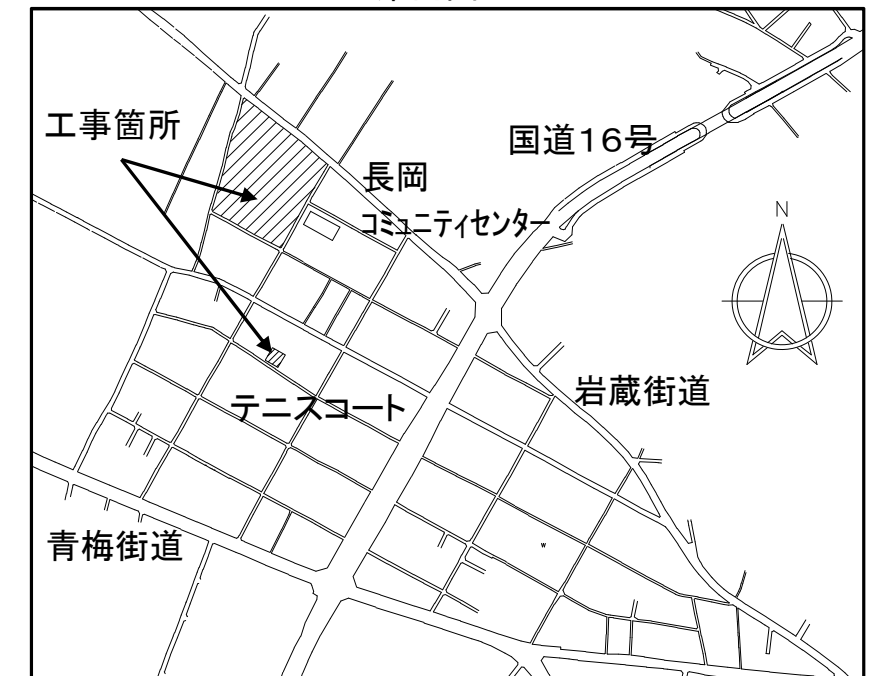 工事箇所
国道16号
長岡
コミュニティセンター
N
岩蔵街道
テニスコート
青梅街道